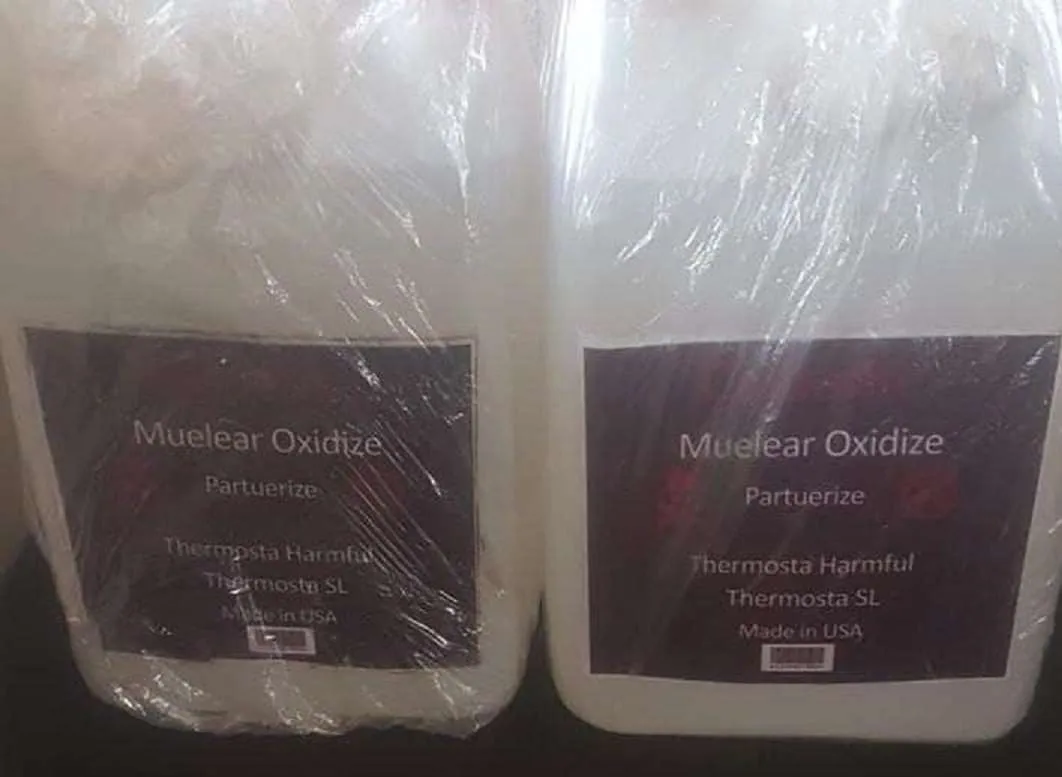 Muelear Oxidize
Partuerize
Thermosta Harmful
Thermosta SL
Made in USA
Muelear Oxidize
Partuerize
Thermosta Harmful
Thermosta SL
Made in USA